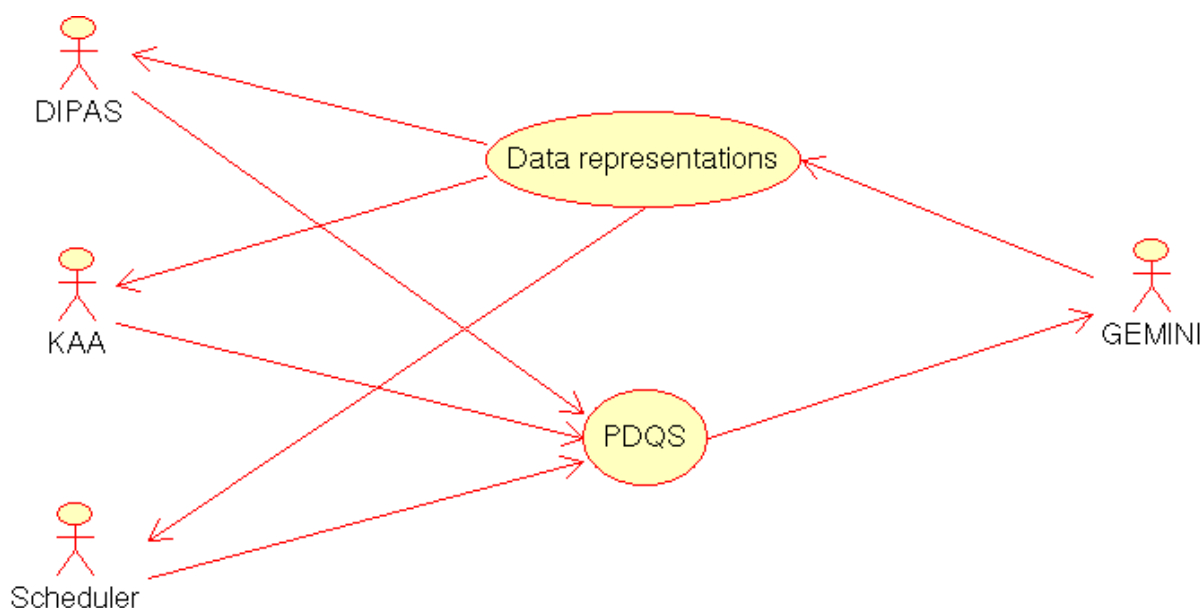 DIPAS
Data representations
KAA
GEMINI
PDQS
Scheduler